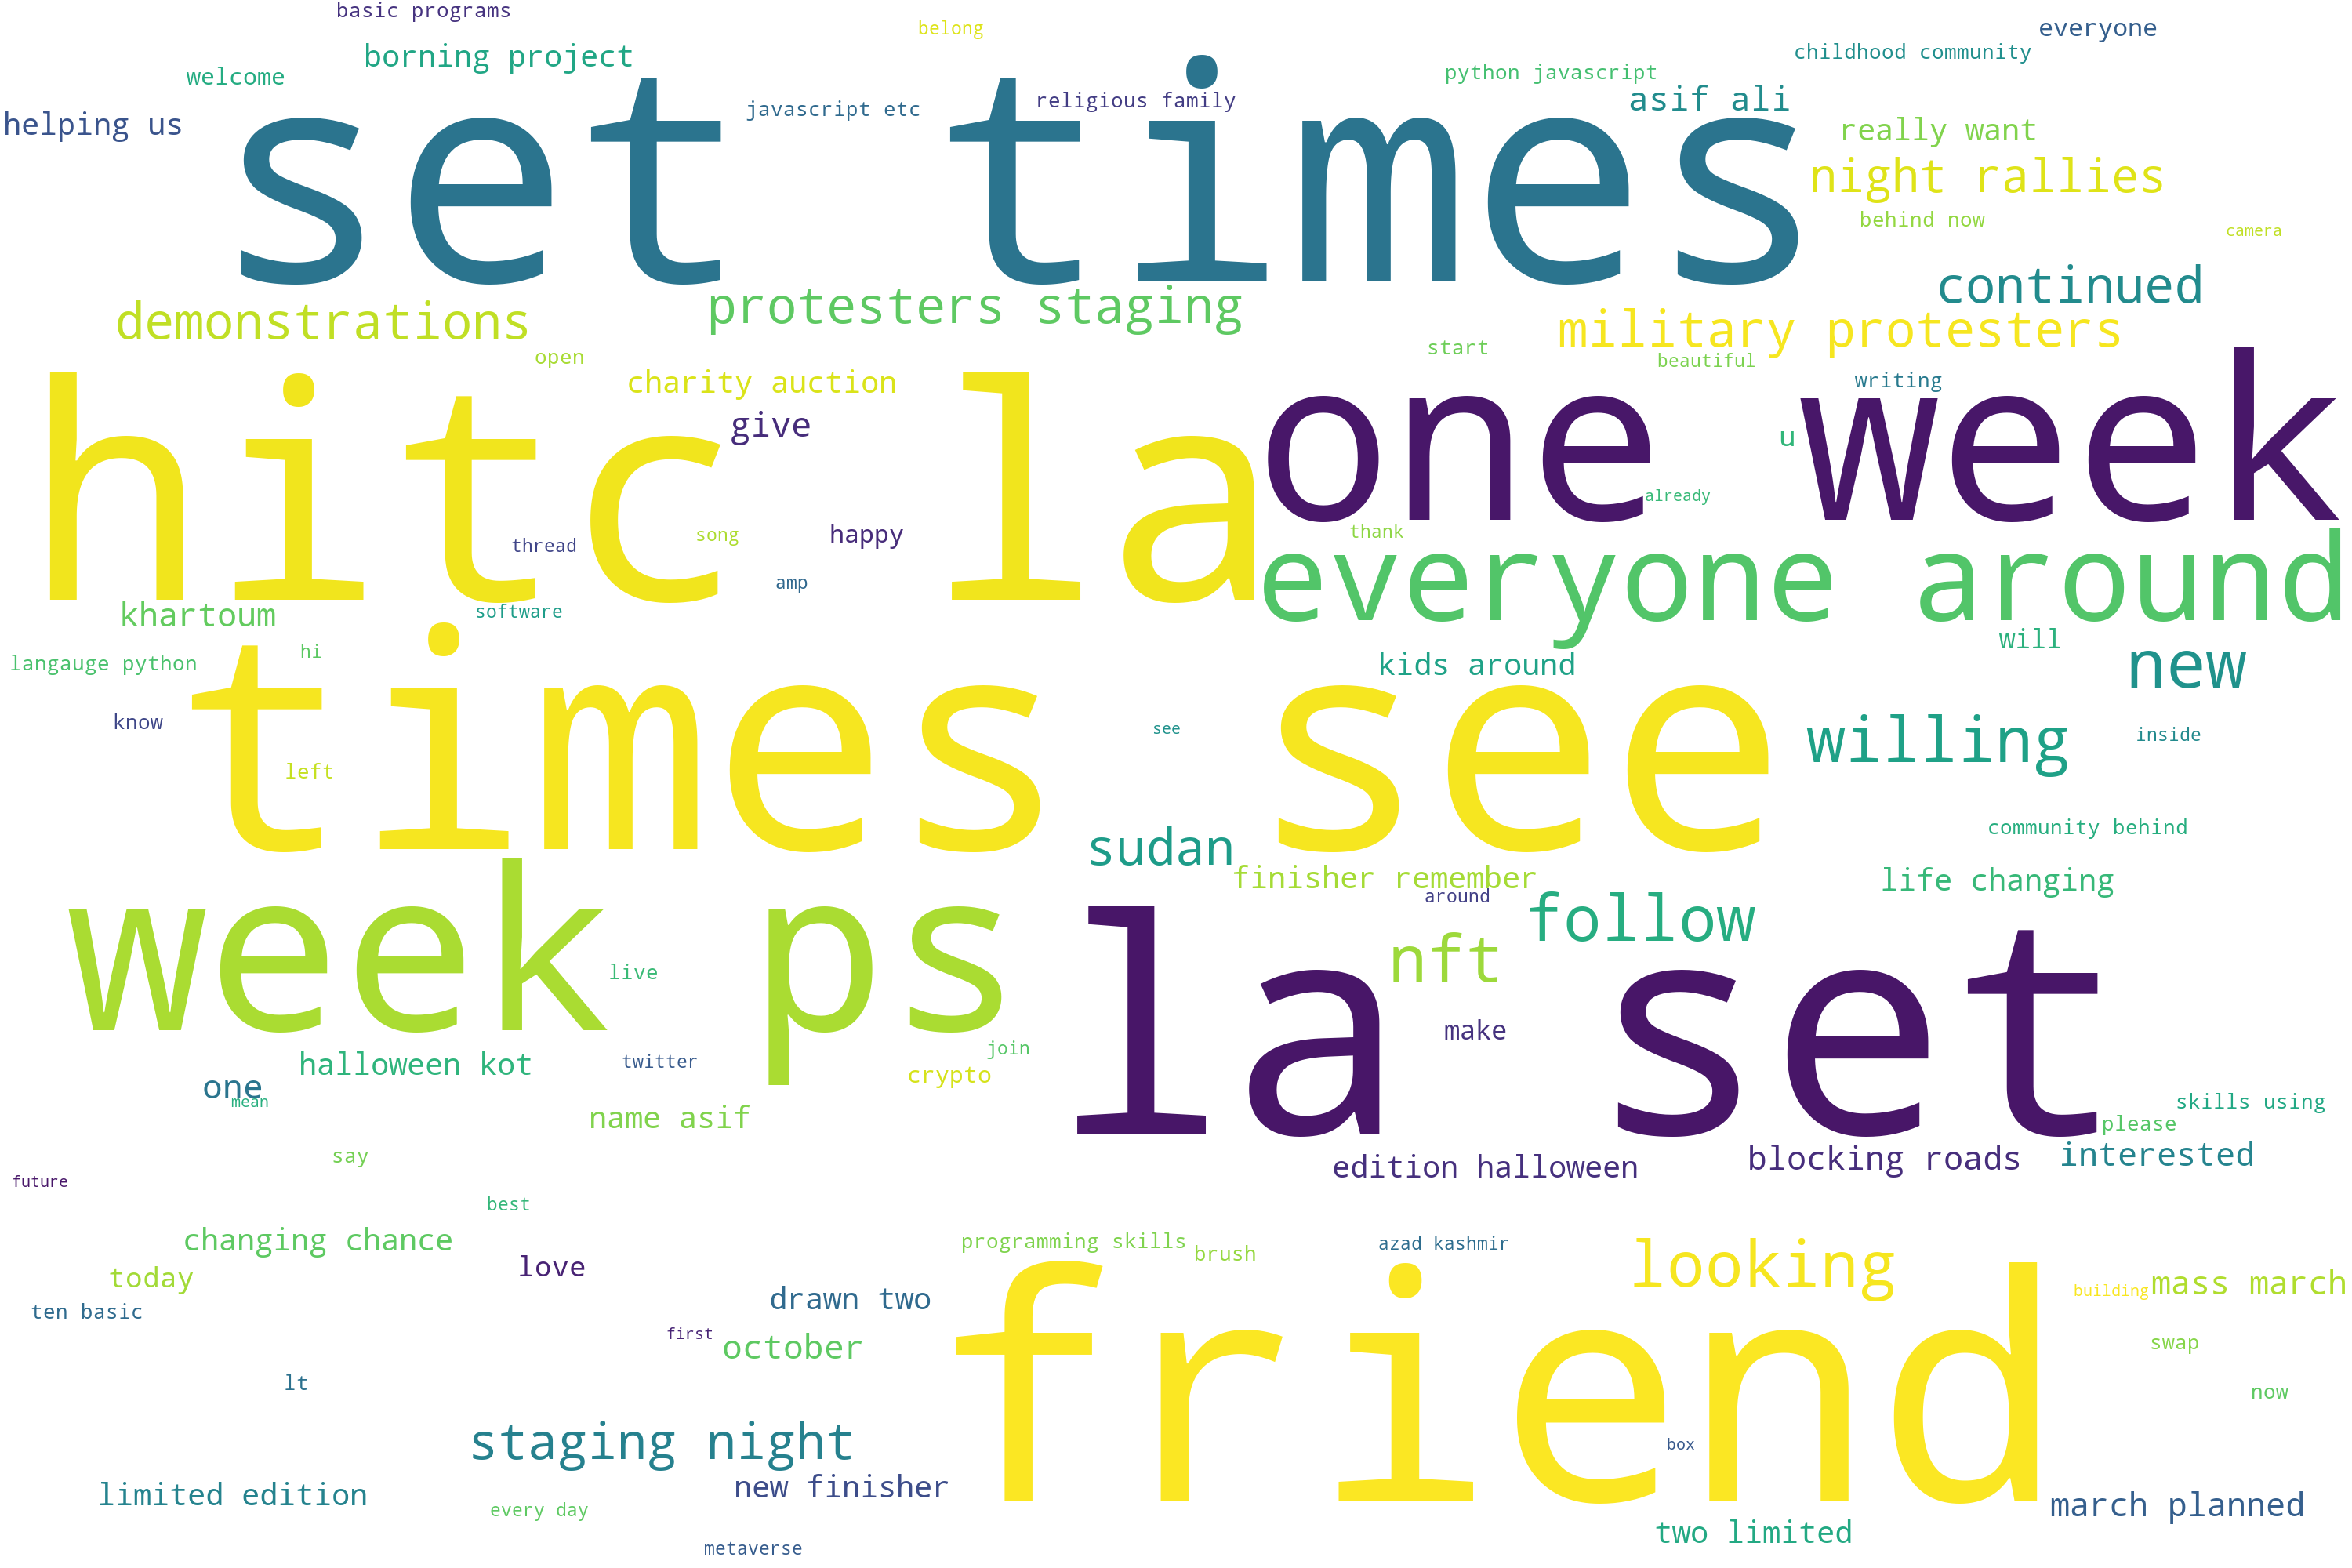 basic programs
belong
everyone
borning project
childhood community
welcome
python javascript
set times
asif ali
javascript etc
religious family
helping us
really want
night rallies
behind now
camera
continued
protesters staging
demonstrations
military protesters
start
open
beautiful
charity auction
writing
give
one week
u
hitc la
already
thank
song
happy
thread
amp
everyone around
software
khartoum
will
hi
langauge python
kids around
new
know
see
inside
willing
times see
left
community behind
sudan
finisher remember
life changing
around
follow
week ps
nft
live
make
la set
join
twitter
halloween kot
crypto
one
mean
skills using
name asif
please
say
blocking roads
interested
edition halloween
future
best
changing chance
programming skills
azad kashmir
brush
looking
love
today
mass march
building
drawn two
ten basic
first
swap
october
friend
lt
now
staging night
box
new finisher
limited edition
march planned
every day
two limited
metaverse